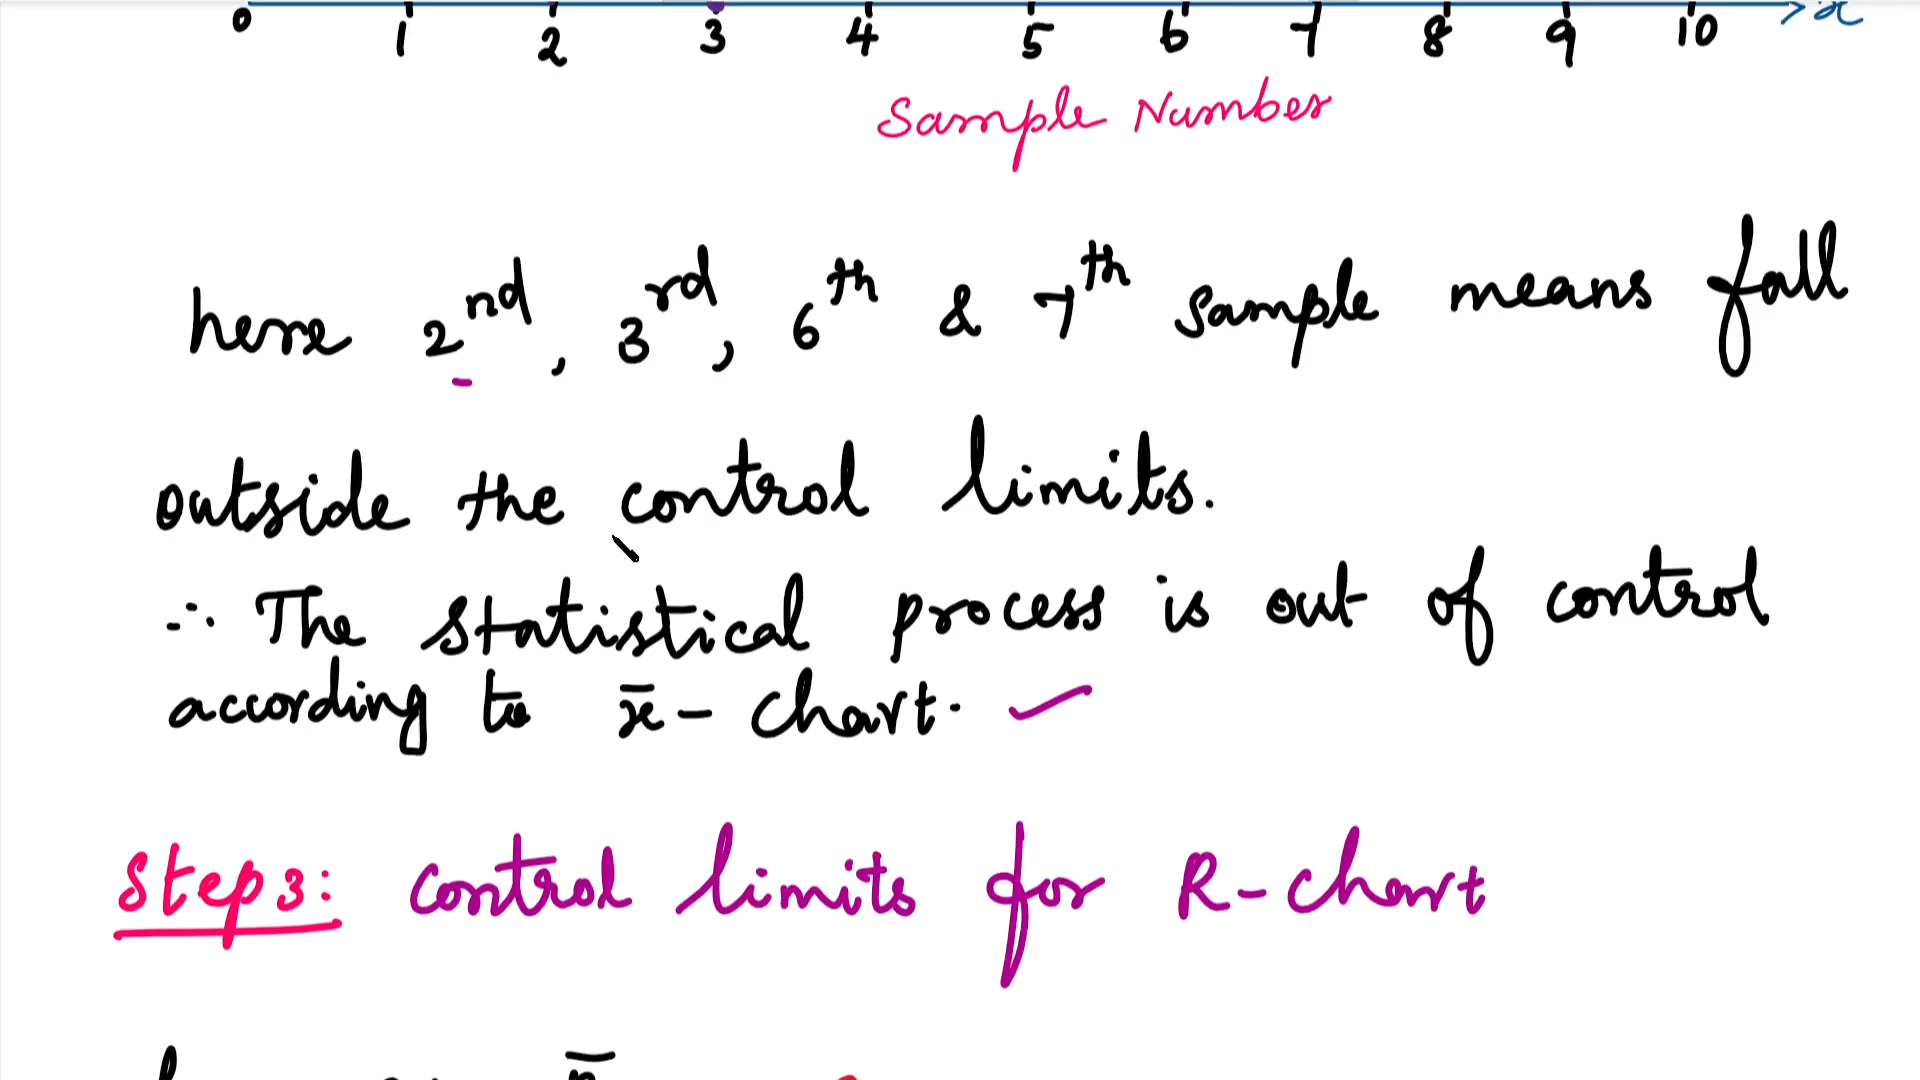 0 1 2 3 4 5 6 7 8 9 10 > x
Sample Number
here 2nd, 3rd, 6th & 7th sample means fall
outside the control limits.
∴ The statistical process is out of control
according to x̄ - chart.
Step3: control limits for R-chart